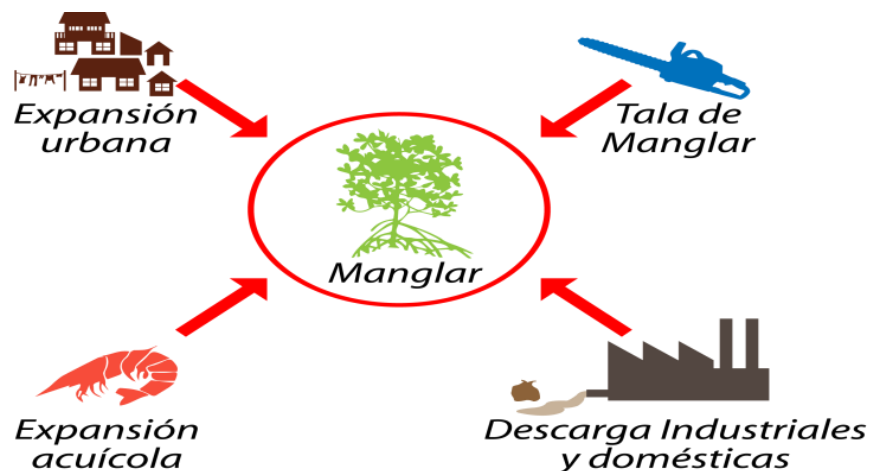 Expansión
urbana
Tala de
Manglar
Manglar
Expansión
acuícola
Descarga Industriales
y domésticas